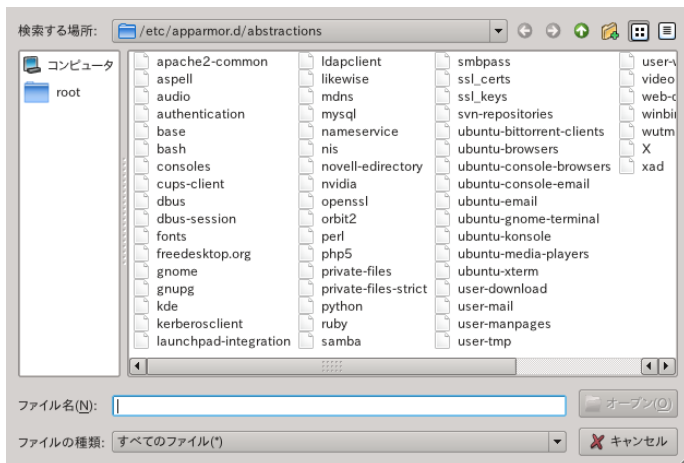 検索する場所: /etc/apparmor.d/abstractions
コンピュータ
root
apache2-common
aspell
audio
authentication
base
bash
consoles
cups-client
dbus
dbus-session
fonts
freedesktop.org
gnome
gnupg
kde
kerberosclient
launchpad-integration
ldapclient
likewise
mdns
mysql
nameservice
nis
novell-edirectory
nvidia
openssl
orbit2
perl
php5
private-files
private-files-strict
python
ruby
samba
smbpass
ssl_certs
ssl_keys
svn-repositories
ubuntu-bittorrent-clients
ubuntu-browsers
ubuntu-console-browsers
ubuntu-console-email
ubuntu-email
ubuntu-gnome-terminal
ubuntu-konsole
ubuntu-media-players
ubuntu-xterm
user-download
user-mail
user-manpages
user-tmp
user-w
video
web-d
winbin
wutm
X
xad
ファイル名(N): オープン(O)
ファイルの種類: すべてのファイル(*) キャンセル